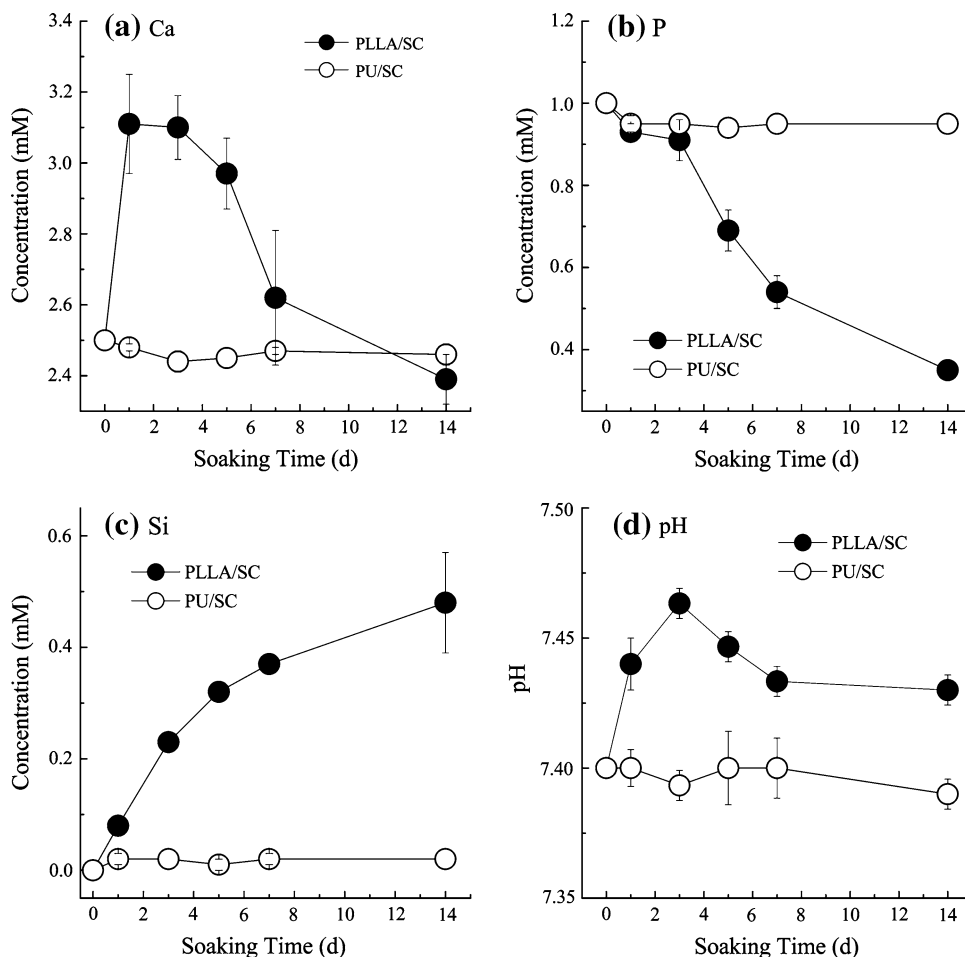 (a) Ca
PLLA/SC
PU/SC
3.4
3.2
3.0
2.8
2.6
2.4
Concentration (mM)
0 2 4 6 8 10 12 14
Soaking Time (d)
(b) P
PLLA/SC
PU/SC
1.2
1.0
0.8
0.6
0.4
Concentration (mM)
0 2 4 6 8 10 12 14
Soaking Time (d)
(c) Si
PLLA/SC
PU/SC
0.6
0.4
0.2
0.0
Concentration (mM)
0 2 4 6 8 10 12 14
Soaking Time (d)
(d) pH
PLLA/SC
PU/SC
7.50
7.45
7.40
7.35
pH
0 2 4 6 8 10 12 14
Soaking Time (d)